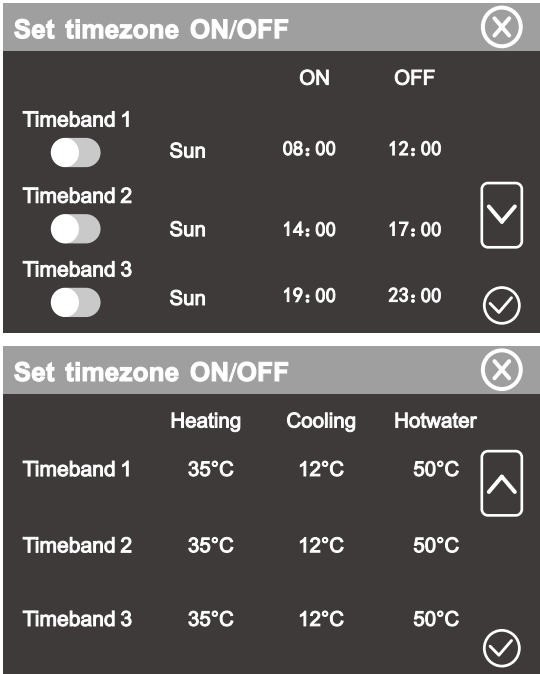 Set timezone ON/OFF
ON OFF
Timeband 1
Sun 08:00 12:00
Timeband 2
Sun 14:00 17:00
Timeband 3
Sun 19:00 23:00
Set timezone ON/OFF
Heating Cooling Hotwater
Timeband 1 35°C 12°C 50°C
Timeband 2 35°C 12°C 50°C
Timeband 3 35°C 12°C 50°C